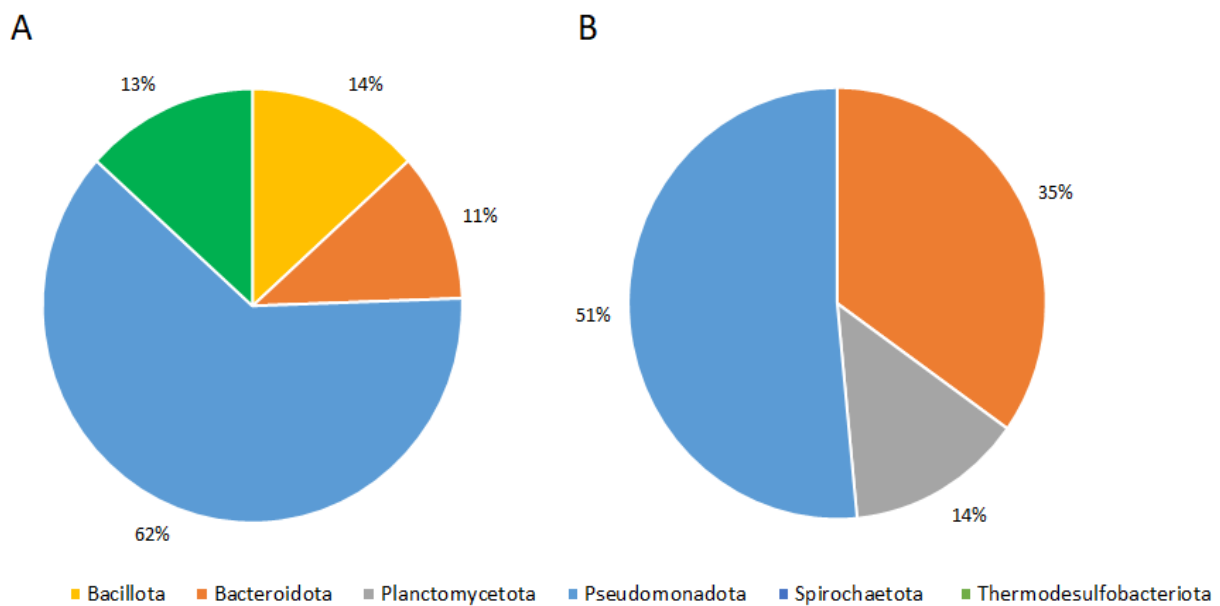 A
B
13%
14%
11%
62%
35%
51%
14%
Bacillota Bacteroidota Planctomycetota Pseudomonadota Spirochaetota Thermodesulfobacteriota